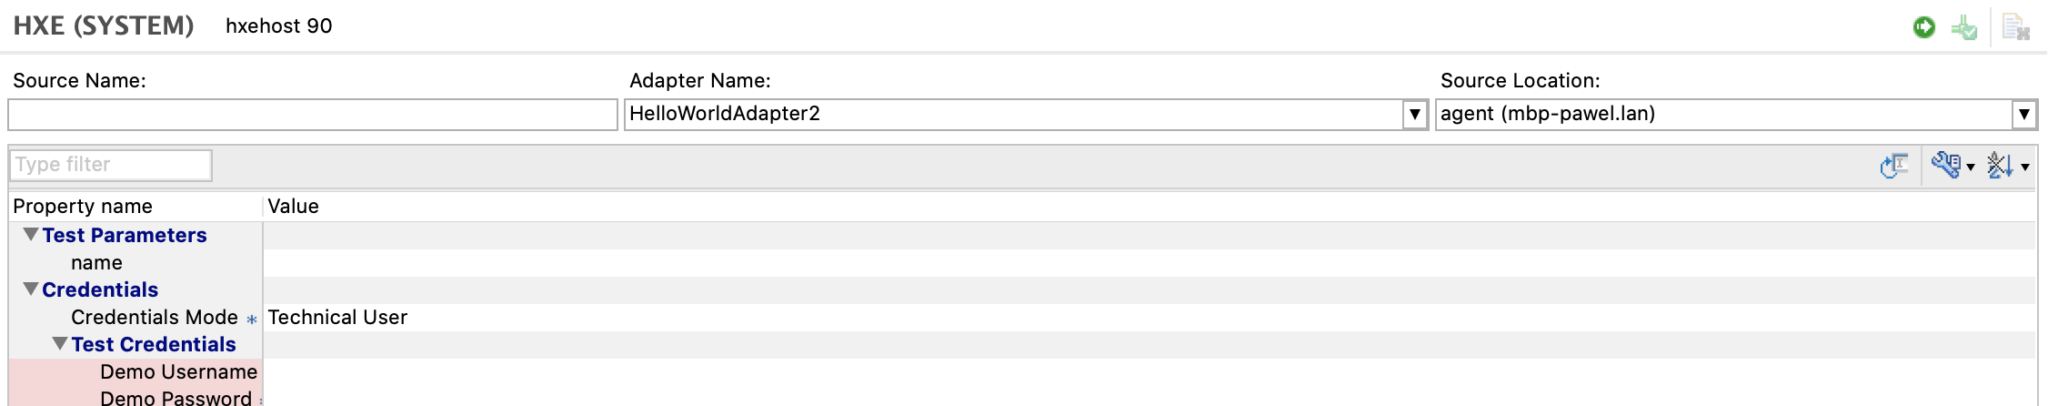 HXE (SYSTEM) hxehost 90
Source Name: Adapter Name: Source Location:
HelloWorldAdapter2 agent (mbp-pawel.lan)
Type filter
Property name Value
Test Parameters
name
Credentials
Credentials Mode * Technical User
Test Credentials
Demo Username
Demo Password